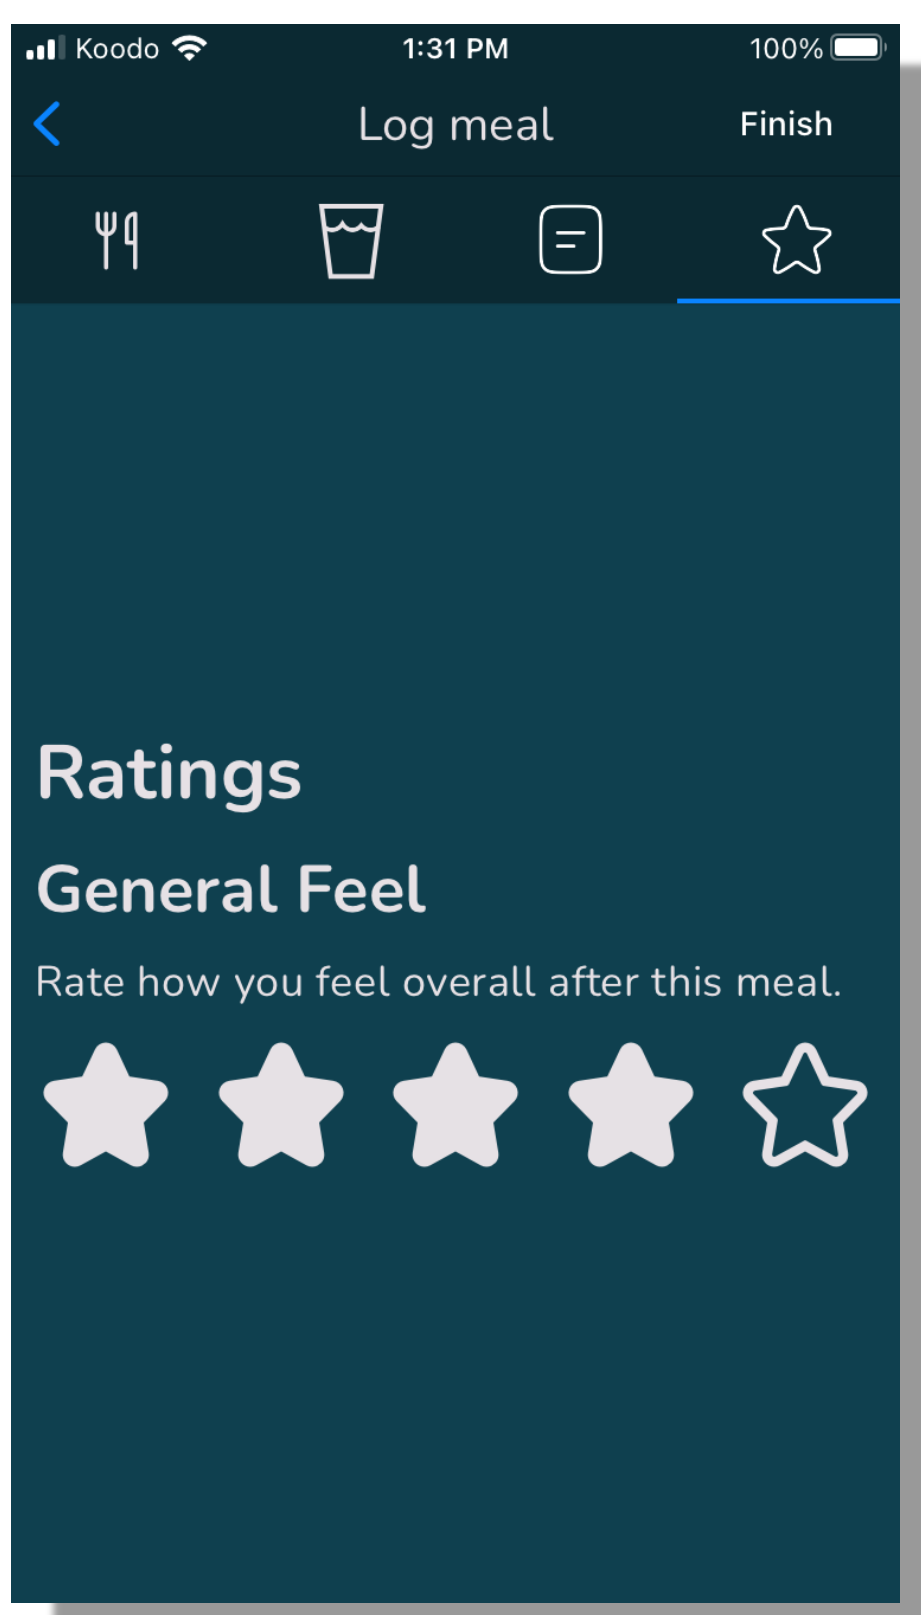 Koodo 1:31 PM 100%
Log meal Finish
Ratings
General Feel
Rate how you feel overall after this meal.